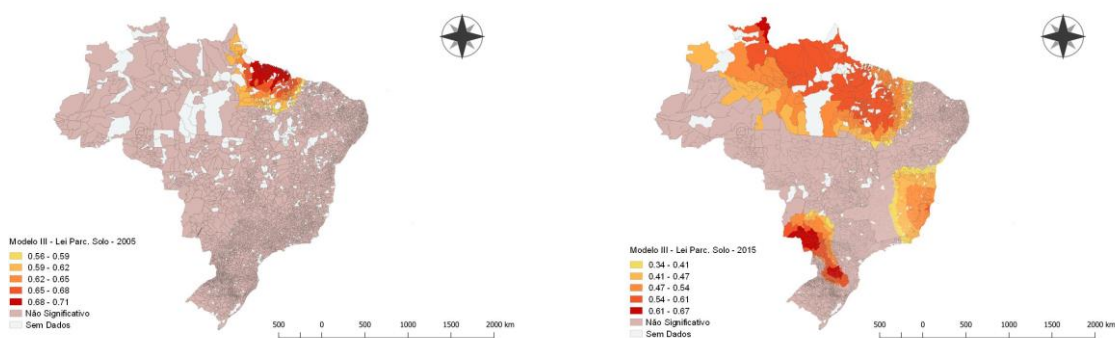 Modelo III - Lei Parc. Solo - 2005
0.56 - 0.59
0.59 - 0.62
0.62 - 0.65
0.65 - 0.68
0.68 - 0.71
Não Significativo
Sem Dados
500 0 500 1000 1500 2000 km
Modelo III - Lei Parc. Solo - 2015
0.34 - 0.41
0.41 - 0.47
0.47 - 0.54
0.54 - 0.61
0.61 - 0.67
Não Significativo
Sem Dados
500 0 500 1000 1500 2000 km